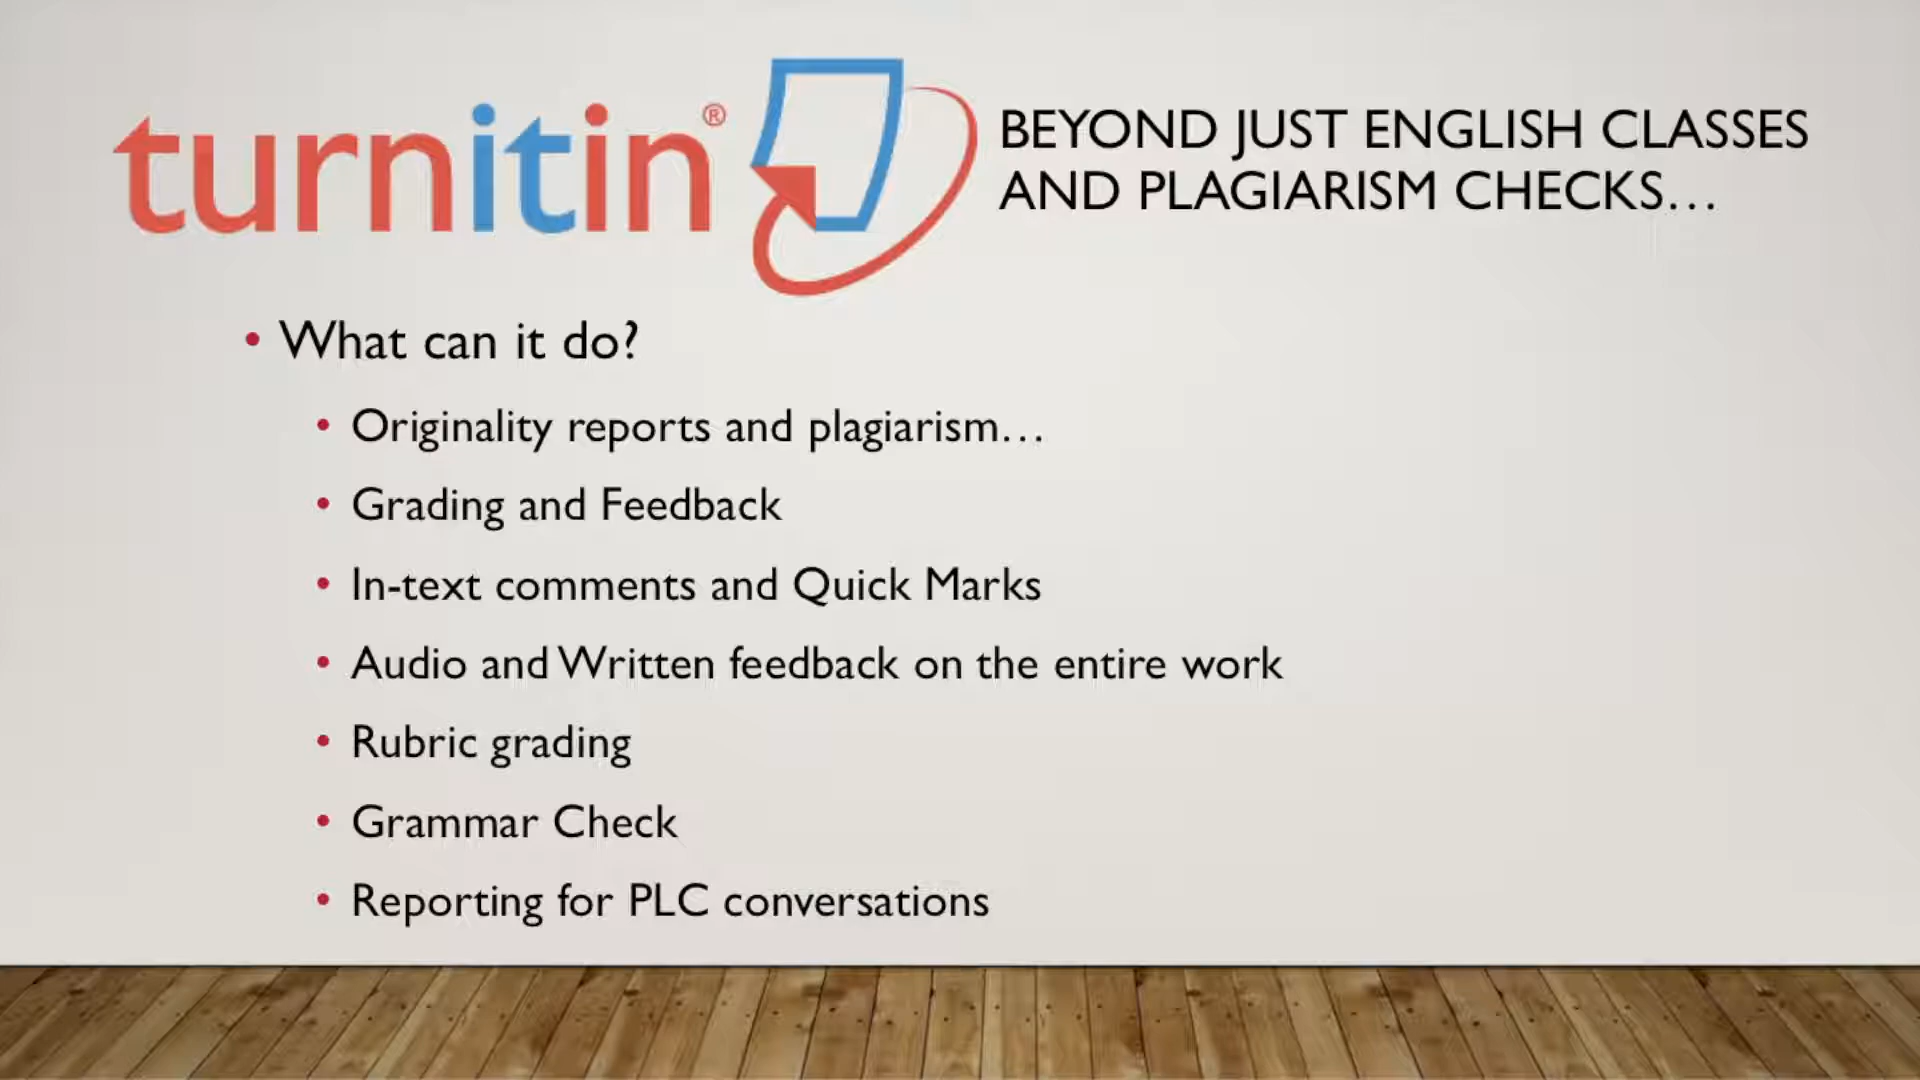 turnitin®
BEYOND JUST ENGLISH CLASSES
AND PLAGIARISM CHECKS…
• What can it do?
• Originality reports and plagiarism…
• Grading and Feedback
• In-text comments and Quick Marks
• Audio and Written feedback on the entire work
• Rubric grading
• Grammar Check
• Reporting for PLC conversations